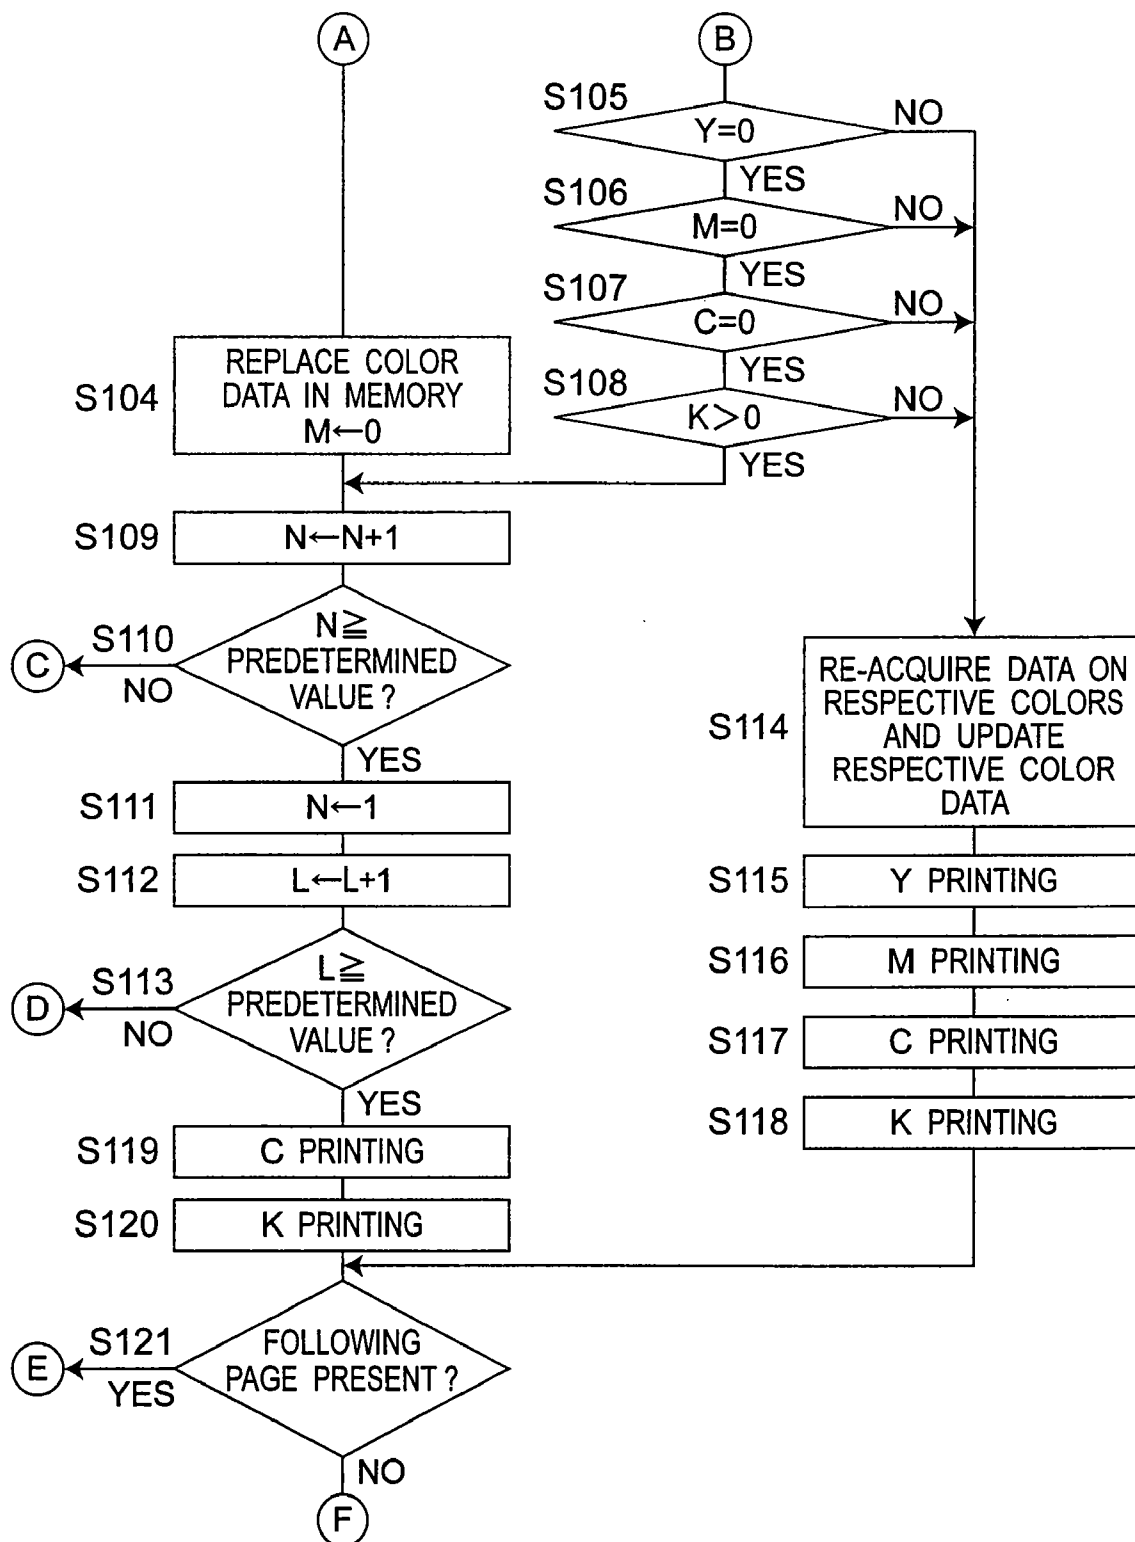 A
B
S105
Y=0
NO
YES
S106
M=0
NO
YES
S107
C=0
NO
YES
S108
K>0
NO
YES
S104
REPLACE COLOR
DATA IN MEMORY
M←0
S109
N←N+1
S110
N≧
PREDETERMINED
VALUE?
C
NO
YES
S111
N←1
S112
L←L+1
S113
L≧
PREDETERMINED
VALUE?
D
NO
YES
S119
C PRINTING
S120
K PRINTING
S114
RE-ACQUIRE DATA ON
RESPECTIVE COLORS
AND UPDATE
RESPECTIVE COLOR
DATA
S115
Y PRINTING
S116
M PRINTING
S117
C PRINTING
S118
K PRINTING
S121
FOLLOWING
PAGE PRESENT?
E
YES
NO
F